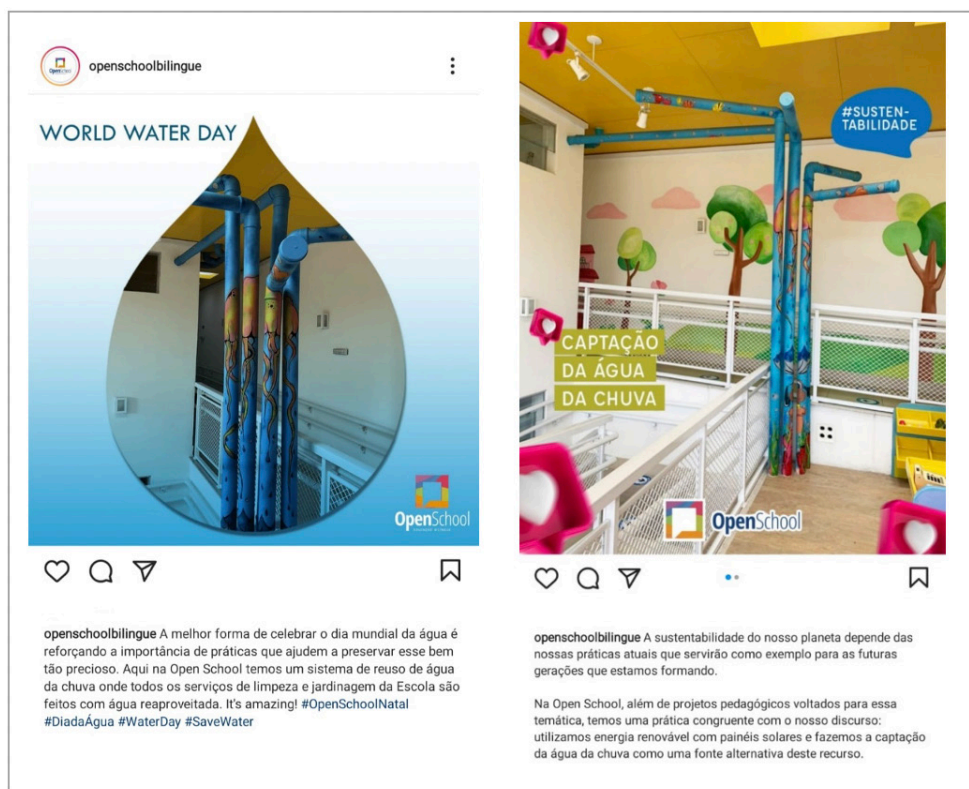 openschoolbilingue
WORLD WATER DAY
OpenSchool
openschoolbilingue A melhor forma de celebrar o dia mundial da água é
reforçando a importância de práticas que ajudem a preservar esse bem
tão precioso. Aqui na Open School temos um sistema de reuso de água
da chuva onde todos os serviços de limpeza e jardinagem da Escola são
feitos com água reaproveitada. It's amazing! #OpenSchoolNatal
#DiadaÁgua #WaterDay #SaveWater
#SUSTEN-
TABILIDADE
CAPTAÇÃO
DA ÁGUA
DA CHUVA
OpenSchool
openschoolbilingue A sustentabilidade do nosso planeta depende das
nossas práticas atuais que servirão como exemplo para as futuras
gerações que estamos formando.
Na Open School, além de projetos pedagógicos voltados para essa
temática, temos uma prática congruente com o nosso discurso:
utilizamos energia renovável com painéis solares e fazemos a captação
da água da chuva como uma fonte alternativa deste recurso.